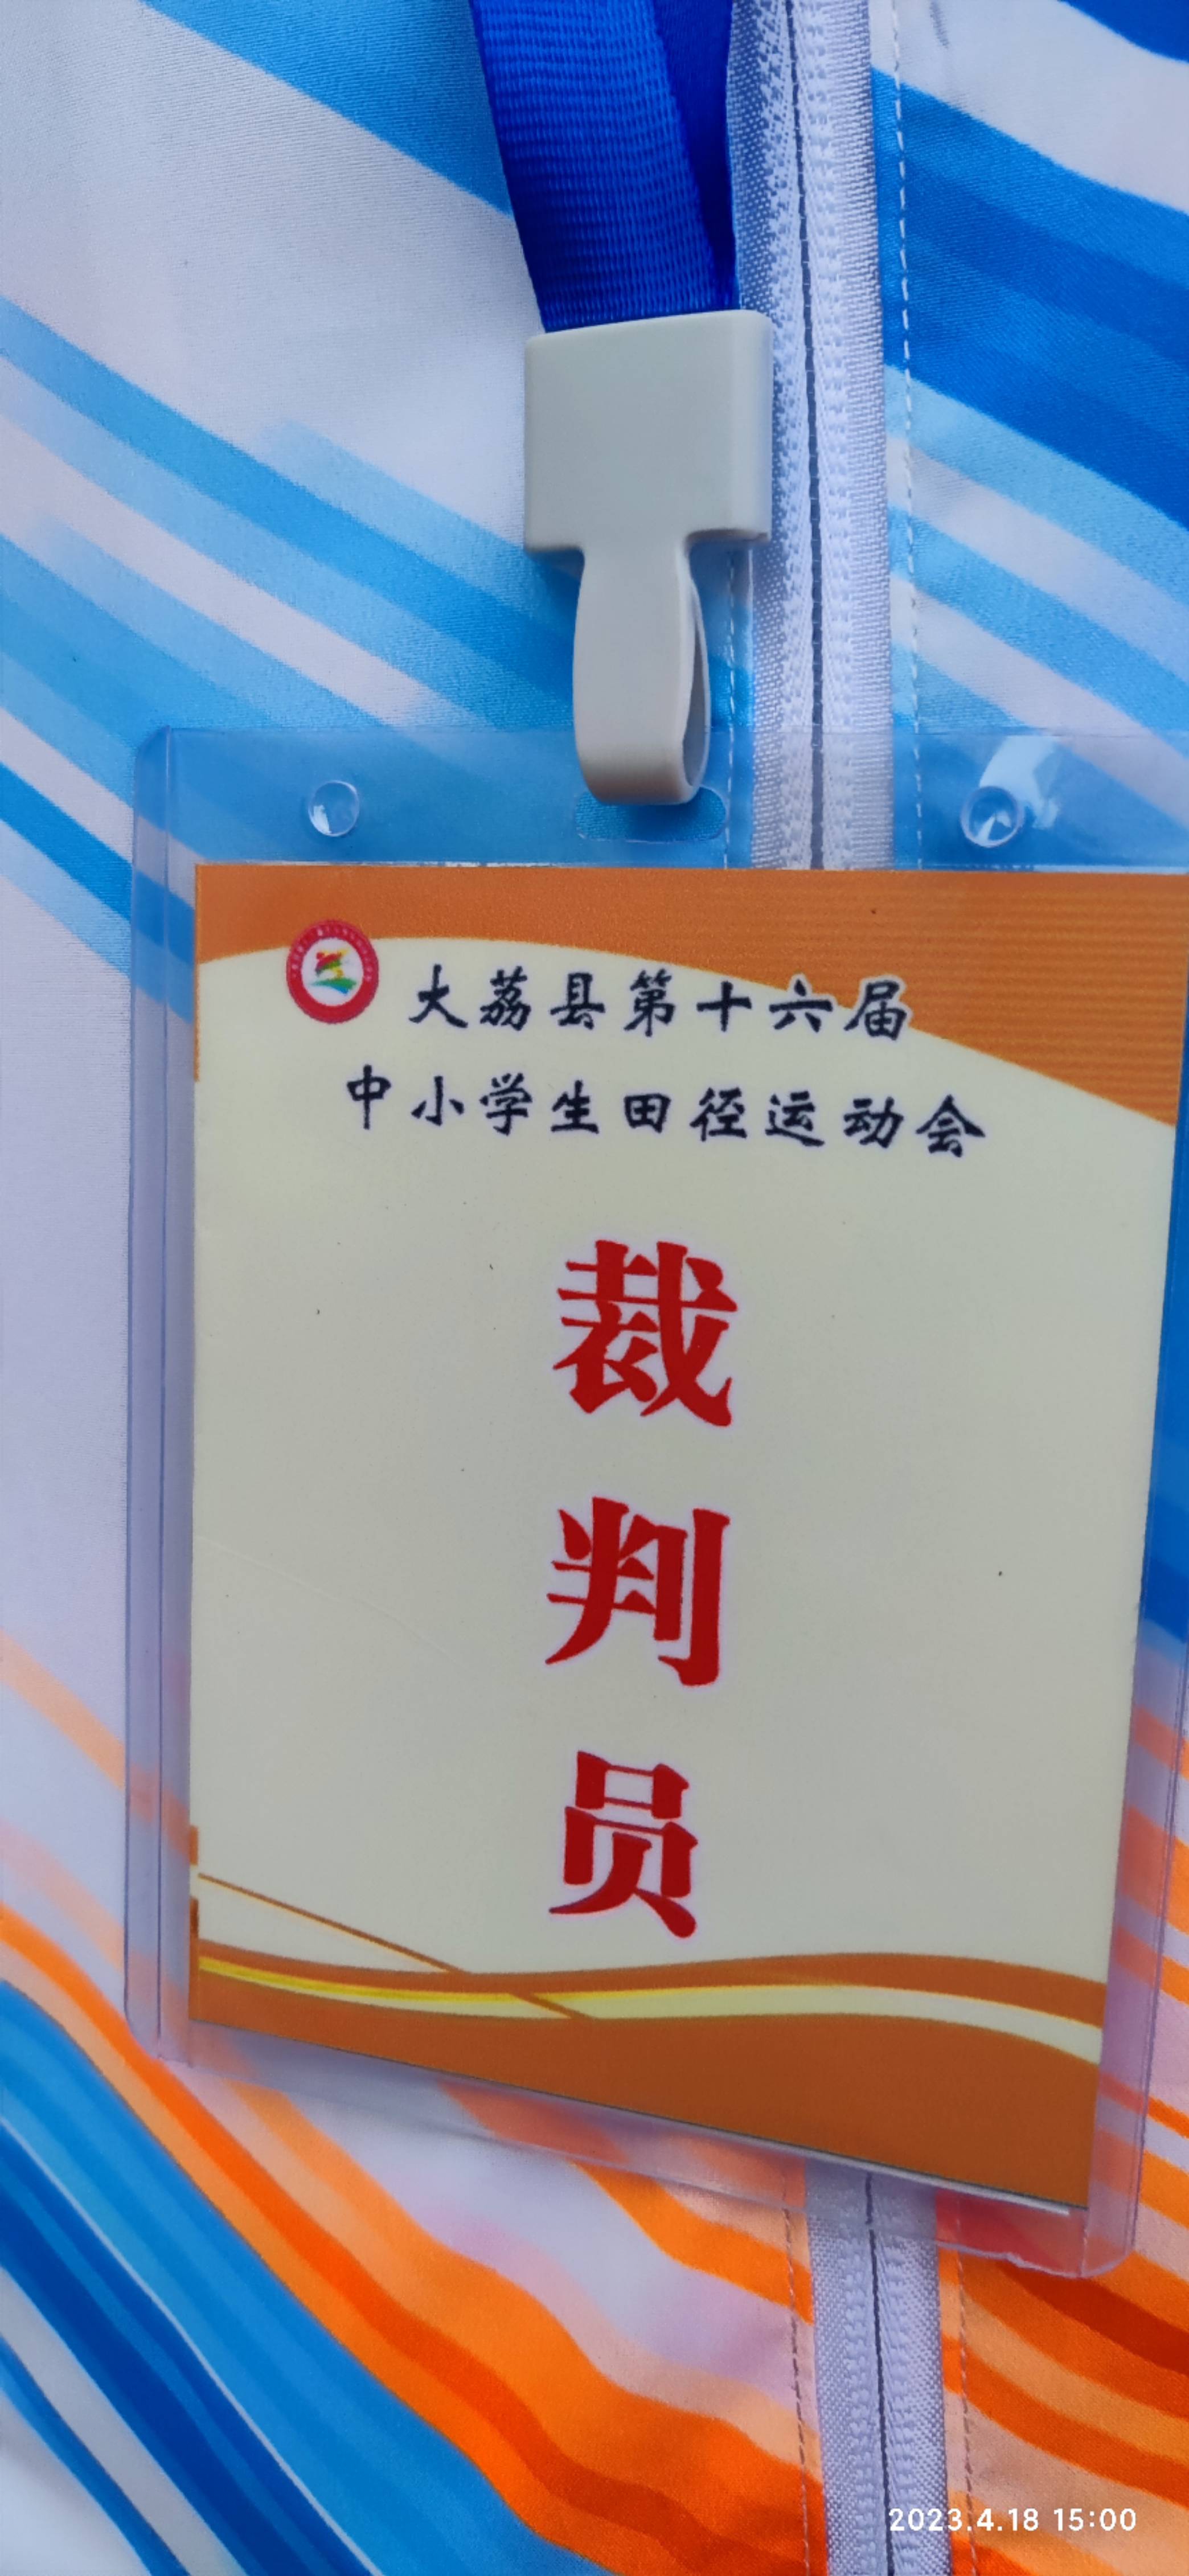 大荔县第十六届
中小学生田径运动会
裁
判
员
2023.4.18 15:00